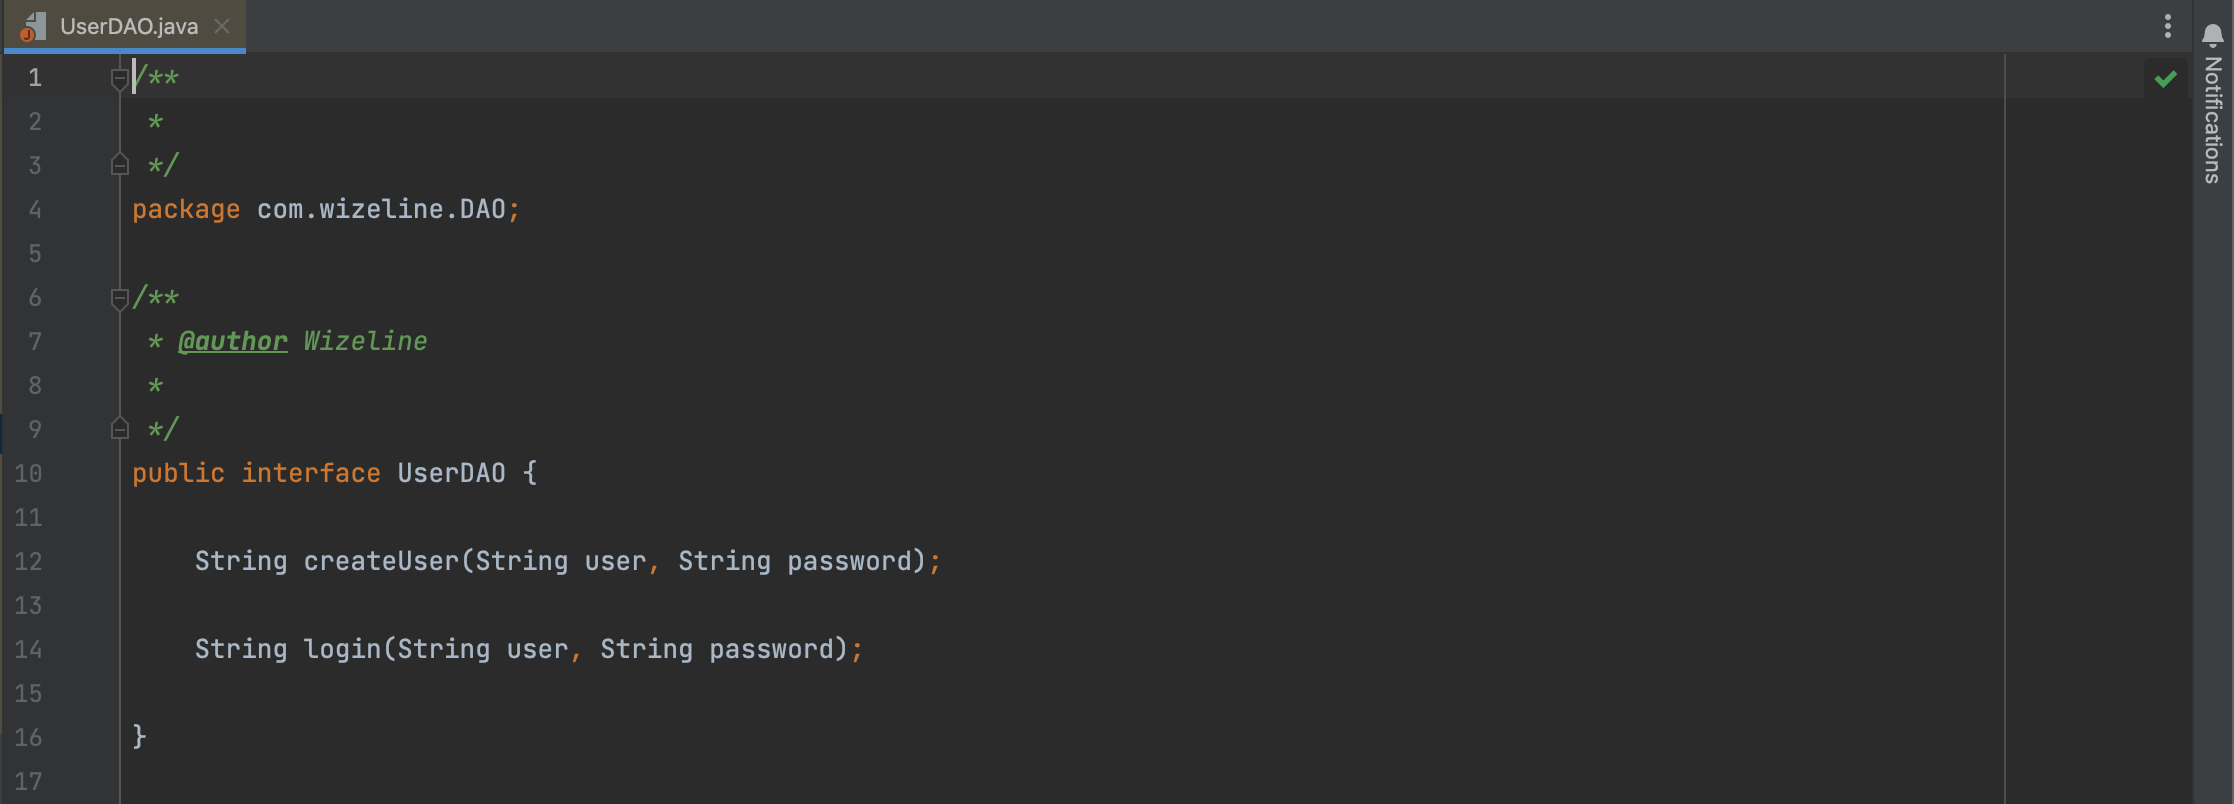 UserDAO.java
1 /**
2 *
3 */
4 package com.wizeline.DAO;
5
6 /**
7 * @author Wizeline
8 *
9 */
10 public interface UserDAO {
11
12 String createUser(String user, String password);
13
14 String login(String user, String password);
15
16 }
17
Notifications